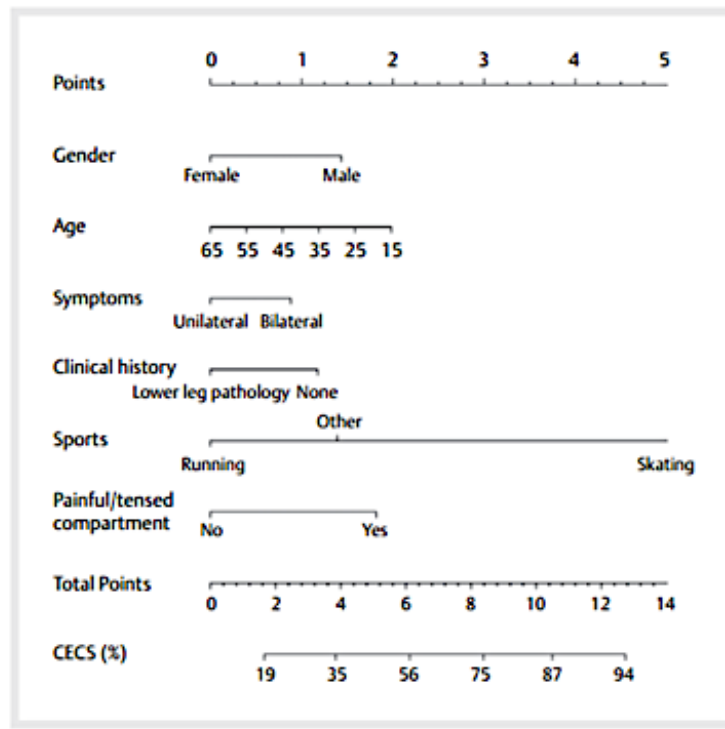 0 1 2 3 4 5
Points
Gender
Female Male
Age
65 55 45 35 25 15
Symptoms
Unilateral Bilateral
Clinical history
Lower leg pathology None
Other
Sports
Running Skating
Painful/tensed
compartment
No Yes
Total Points
0 2 4 6 8 10 12 14
CECS (%)
19 35 56 75 87 94